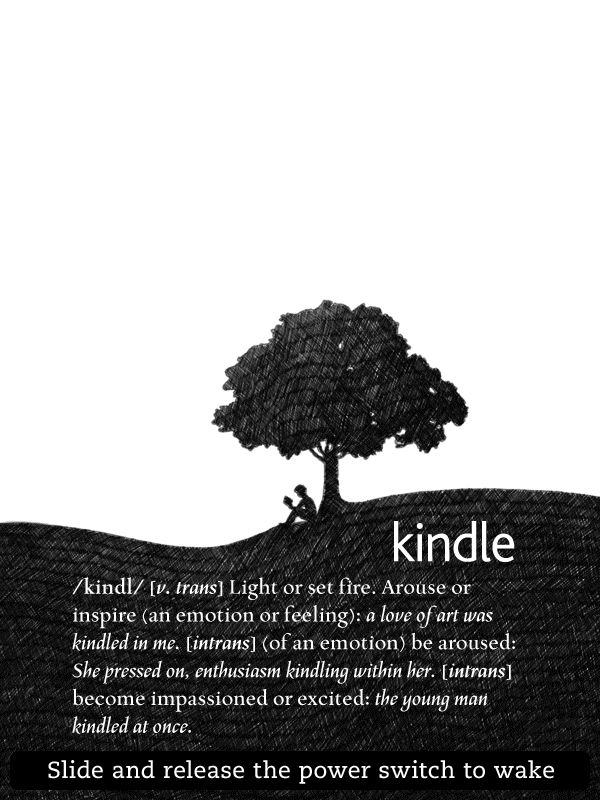 kindle
/kindl/ [v. trans] Light or set fire. Arouse or
inspire (an emotion or feeling): a love of art was
kindled in me. [intrans] (of an emotion) be aroused:
She pressed on, enthusiasm kindling within her. [intrans]
become impassioned or excited: the young man
kindled at once.
Slide and release the power switch to wake